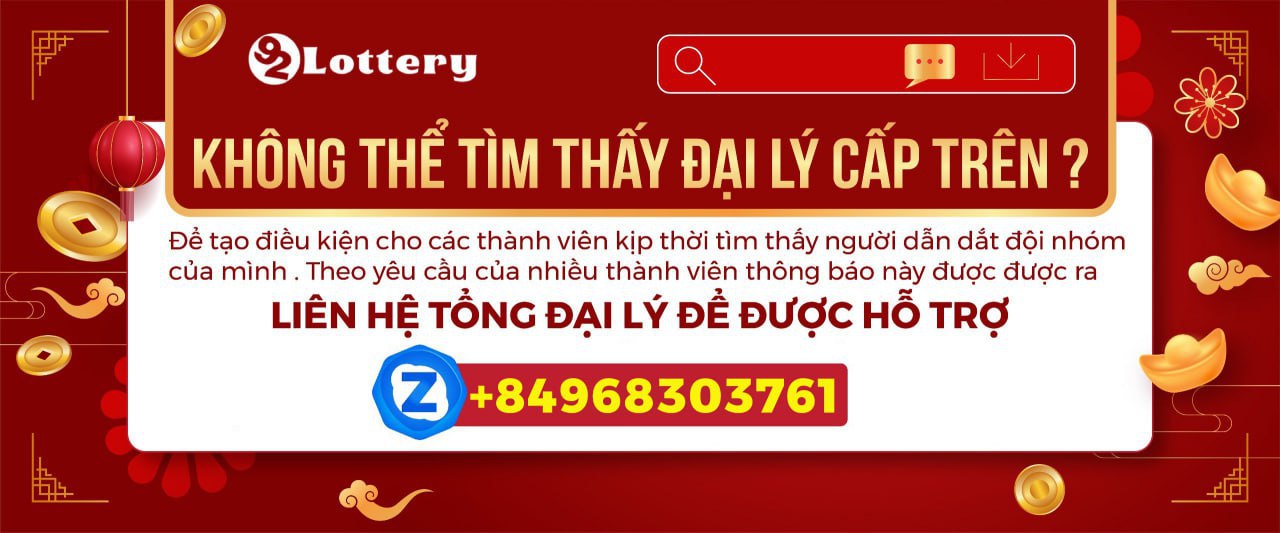 92Lottery
KHÔNG THỂ TÌM THẤY ĐẠI LÝ CẤP TRÊN ?
Để tạo điều kiện cho các thành viên kịp thời tìm thấy người dẫn dắt đội nhóm
của mình . Theo yêu cầu của nhiều thành viên thông báo này được được ra
LIÊN HỆ TỔNG ĐẠI LÝ ĐỂ ĐƯỢC HỖ TRỢ
Z +84968303761